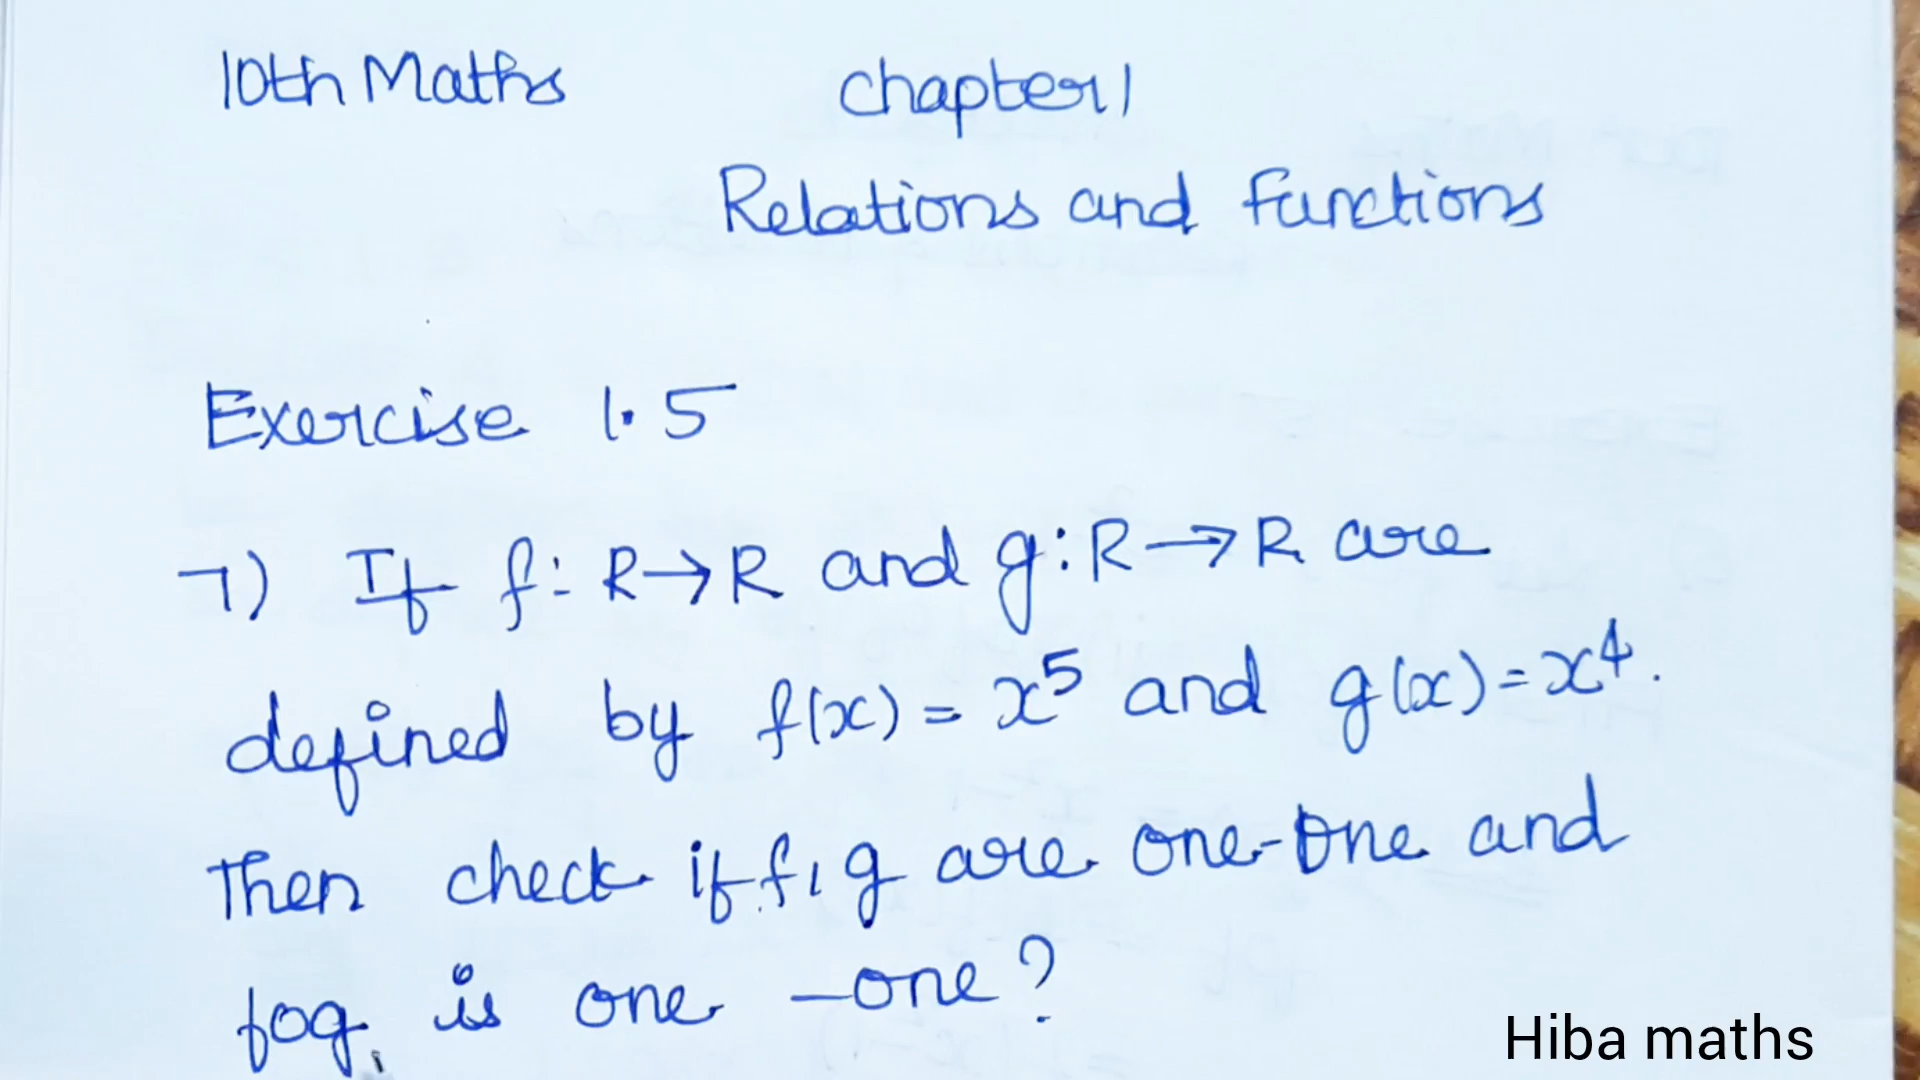 10th Maths chapter 1
Relations and functions
Exercise 1.5
7) If f: R→R and g: R→R are
defined by f(x) = x⁵ and g(x) = x⁴.
Then check if f, g are one-one and
fog is one-one?
Hiba maths